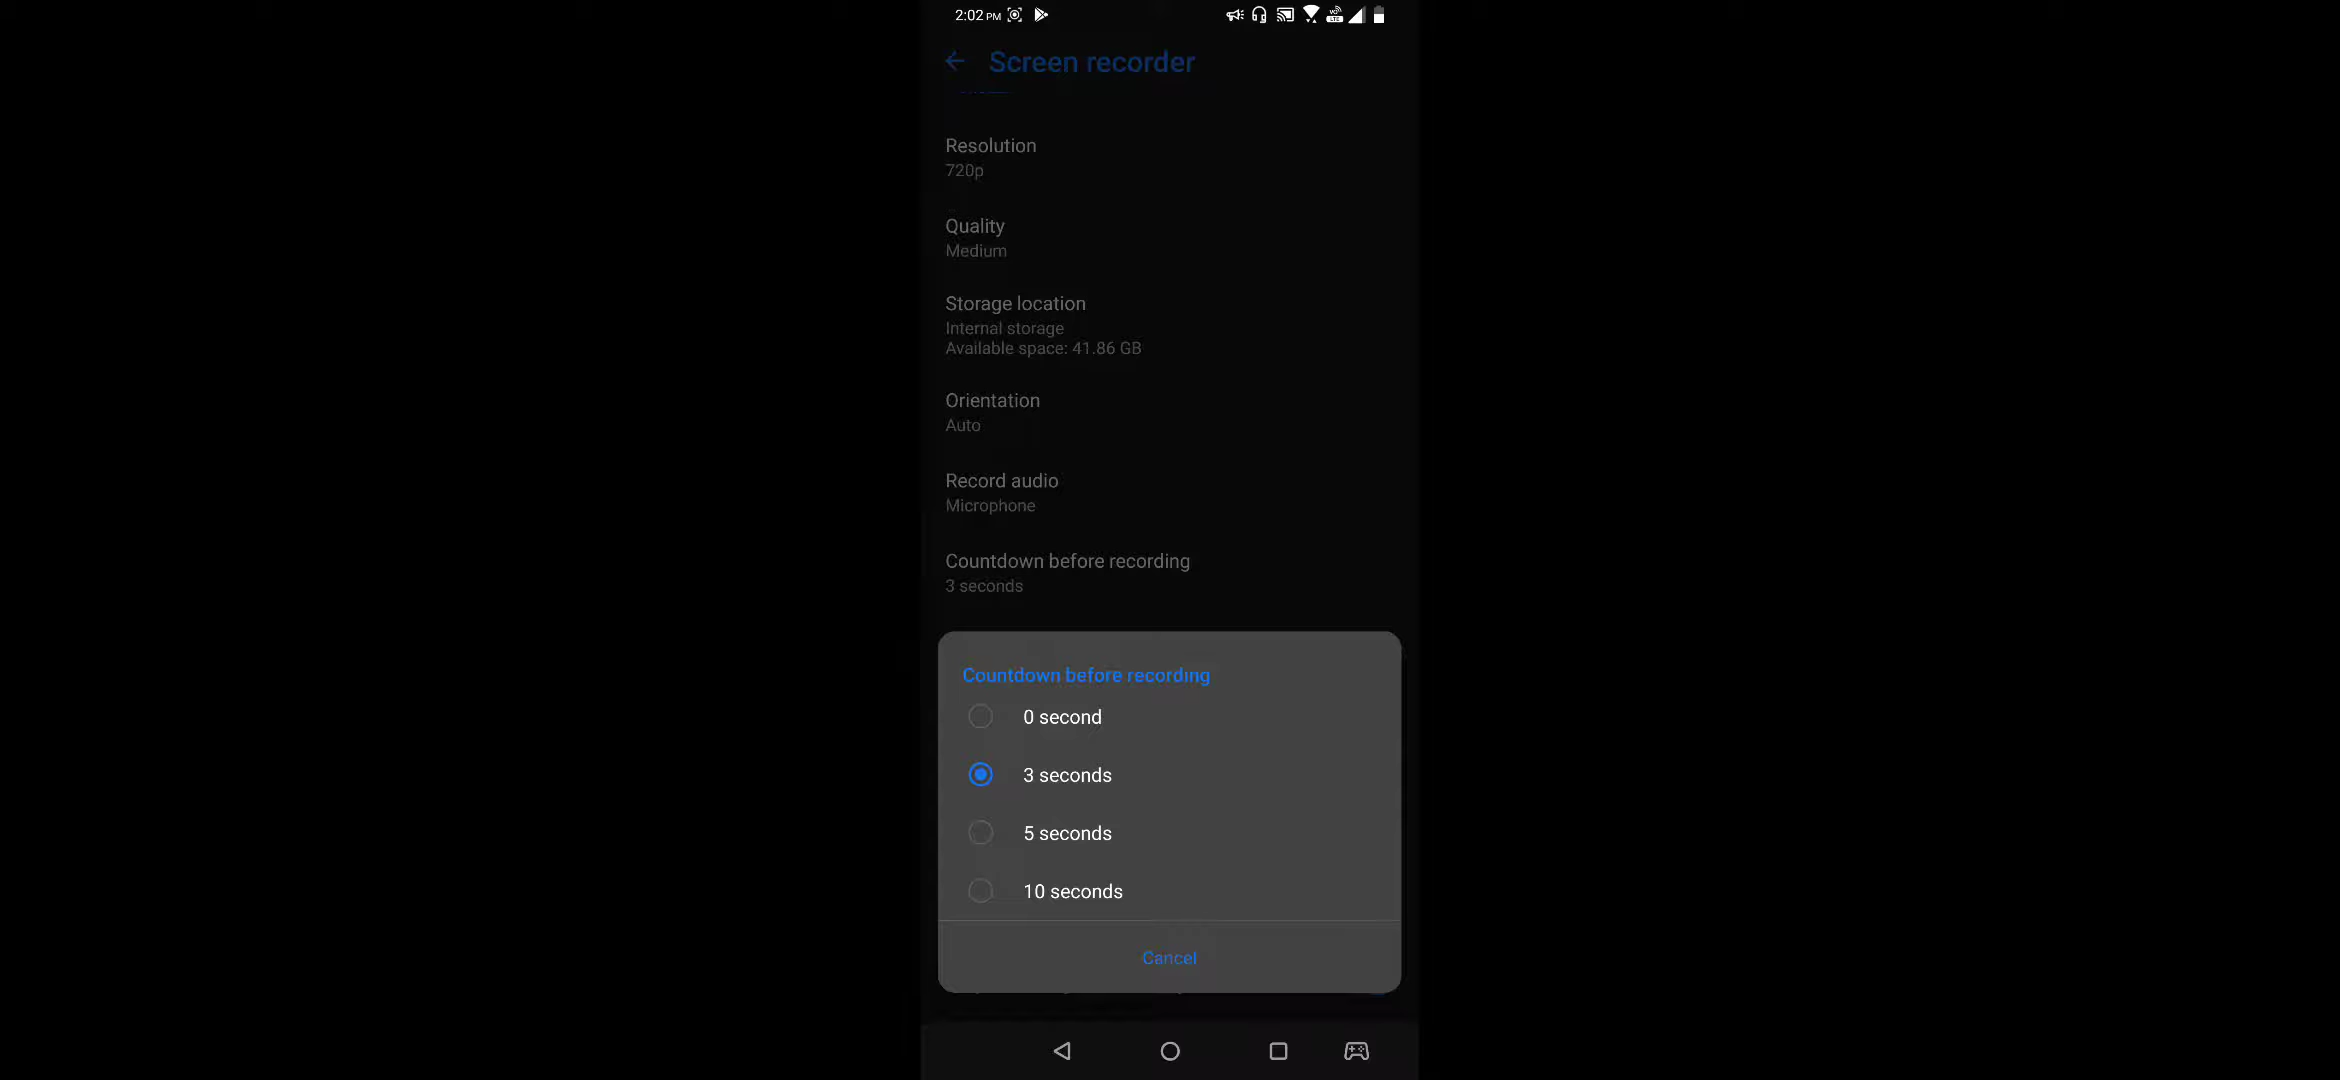 2:02 PM
VO LTE
Screen recorder
Resolution
720p
Quality
Medium
Storage location
Internal storage
Available space: 41.86 GB
Orientation
Auto
Record audio
Microphone
Countdown before recording
3 seconds
Countdown before recording
0 second
3 seconds
5 seconds
10 seconds
Cancel